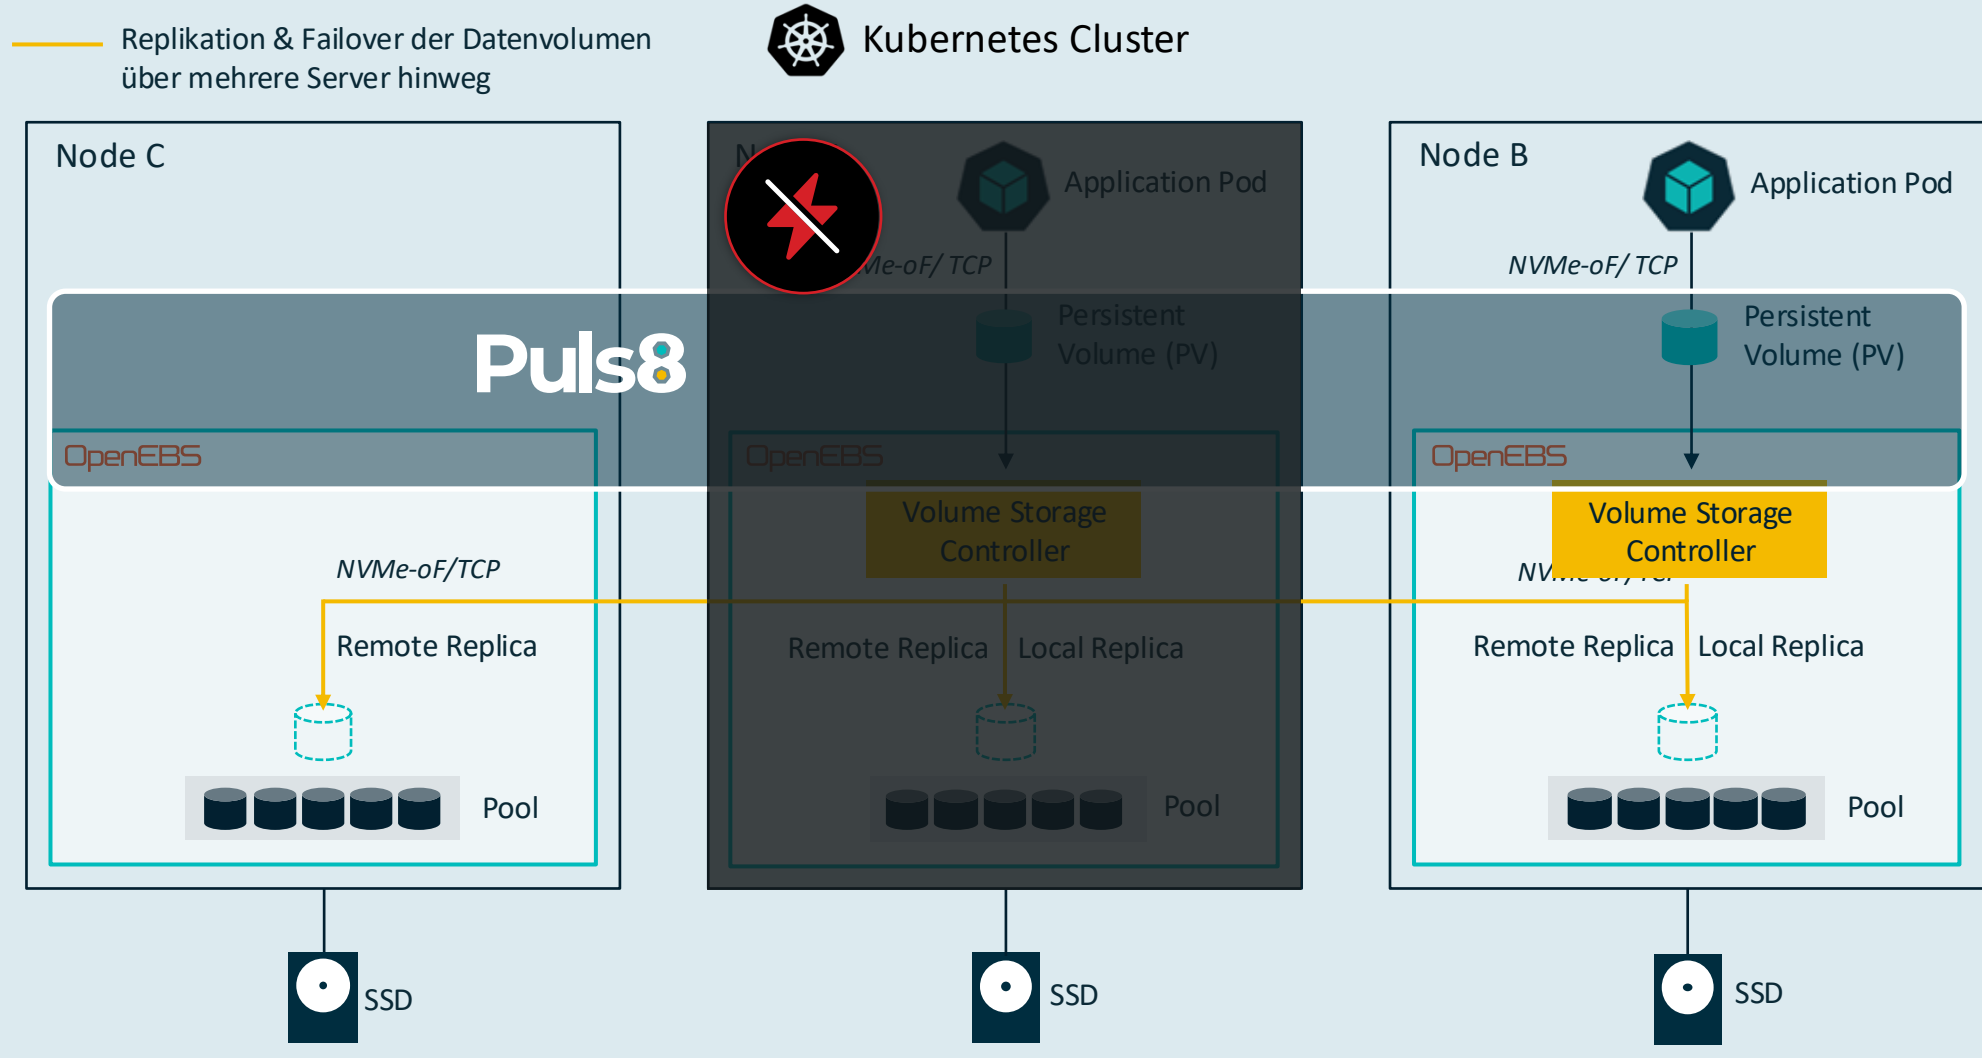 Replikation & Failover der Datenvolumen
über mehrere Server hinweg
Kubernetes Cluster
Node C
Puls8
OpenEBS
NVMe-oF/TCP
Remote Replica
Pool
SSD
Application Pod
TCP
Persistent
Volume (PV)
OpenEBS
Volume Storage
Controller
Remote Replica
Local Replica
Pool
SSD
Node B
Application Pod
NVMe-oF/ TCP
Persistent
Volume (PV)
OpenEBS
Volume Storage
Controller
Remote Replica
Local Replica
Pool
SSD